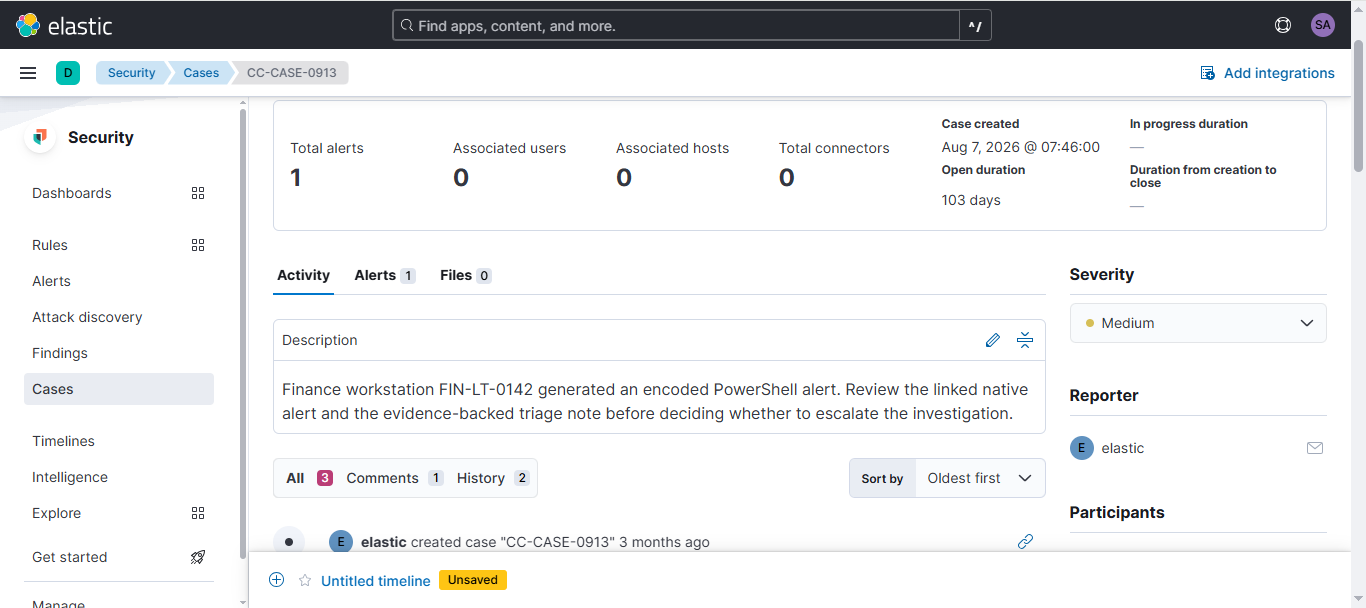 elastic
Find apps, content, and more.
^/
SA
D
Security
Cases
CC-CASE-0913
Add integrations
Security
Dashboards
Rules
Alerts
Attack discovery
Findings
Cases
Timelines
Intelligence
Explore
Get started
Manage
Total alerts
1
Associated users
0
Associated hosts
0
Total connectors
0
Case created
Aug 7, 2026 @ 07:46:00
Open duration
103 days
In progress duration
—
Duration from creation to
close
—
Activity
Alerts 1
Files 0
Description
Finance workstation FIN-LT-0142 generated an encoded PowerShell alert. Review the linked native
alert and the evidence-backed triage note before deciding whether to escalate the investigation.
All 3 Comments 1 History 2
Sort by Oldest first
E elastic created case "CC-CASE-0913" 3 months ago
Severity
Medium
Reporter
E elastic
Participants
Untitled timeline Unsaved